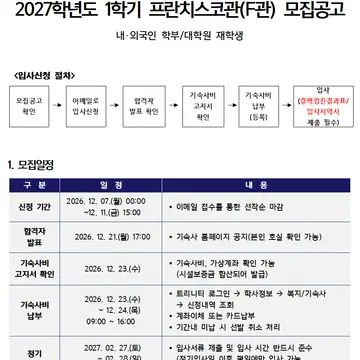 2027학년도 1학기 프란치스코관(F관) 모집공고
내·외국인 학부/대학원 재학생
<입사신청 절차>
모집공고
확인
이메일로
입사신청
합격자
발표 확인
기숙사비
고지서
확인
기숙사비
납부
(등록)
입사
(결핵검진결과표/
입사서약서
제출 필수)
1. 모집일정
구 분
일 정
내 용
신청 기간
2026. 12. 07.(월) 00:00
~12. 11.(금) 15:00
• 이메일 접수를 통한 선착순 마감
합격자
발표
2026. 12. 21.(월) 17:00
• 기숙사 홈페이지 공지(본인 호실 확인 가능)
기숙사비
고지서 확인
2026. 12. 23.(수)
• 기숙사비, 가상계좌 확인 가능
(시설보증금 합산되어 발급)
기숙사비
납부
2026. 12. 23.(수)
~ 12. 24.(목)
09:00 ~ 16:00
• 트리니티 로그인 → 학사정보 → 복지/기숙사
→ 신청내역 조회
• 계좌이체 또는 카드납부
• 기간내 미납 시 선발 취소 처리
정기
2027. 02. 27.(토)
~ 02. 28.(일)
• 입사서류 제출 및 입사 시간 반드시 준수